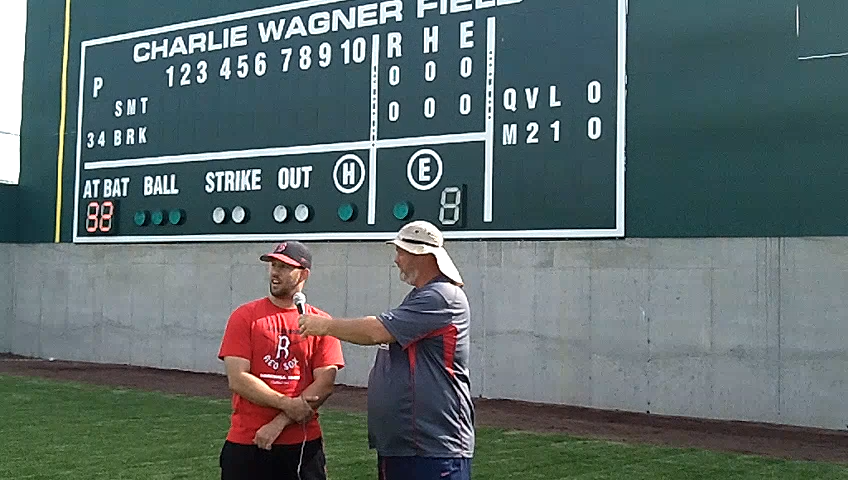 CHARLIE WAGNER FIELD
P 1 2 3 4 5 6 7 8 9 10 R H E
0 0 0
SMT QVL 0
34 BRK 0 0 0 M21 0
AT BAT BALL STRIKE OUT H E
88 8
B
R
RED SOX